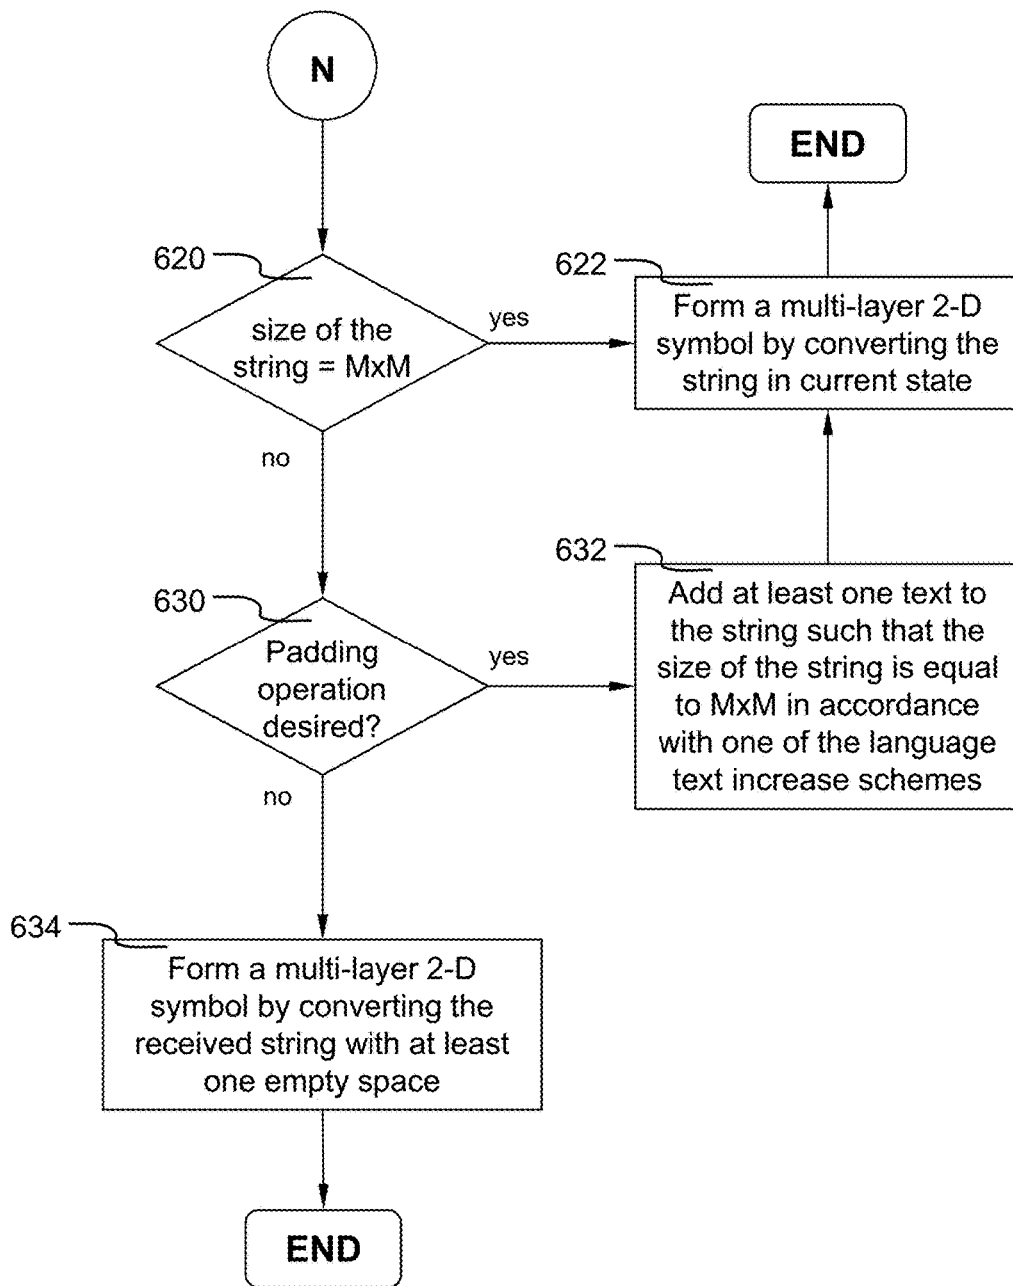 N
END
620
size of the
string = MxM
yes
no
622
Form a multi-layer 2-D
symbol by converting the
string in current state
630
Padding
operation
desired?
yes
no
632
Add at least one text to
the string such that the
size of the string is equal
to MxM in accordance
with one of the language
text increase schemes
634
Form a multi-layer 2-D
symbol by converting the
received string with at least
one empty space
END